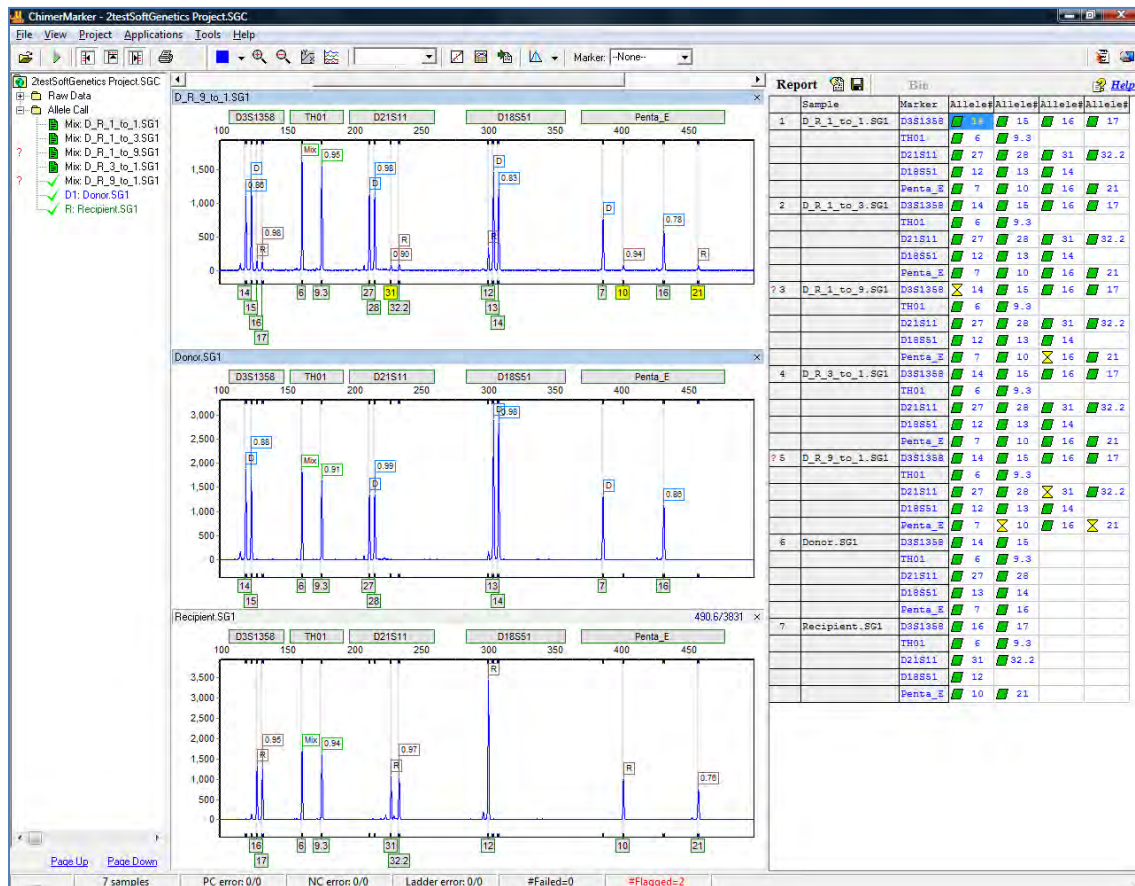 ChimerMarker - 2testSoftGenetics Project.SGC
File View Project Applications Tools Help
Marker: --None--
2testSoftGenetics Project.SGC
Raw Data
Allele Call
Mix: D_R_1_to_1.SG1
Mix: D_R_1_to_3.SG1
? Mix: D_R_1_to_9.SG1
Mix: D_R_3_to_1.SG1
? Mix: D_R_9_to_1.SG1
D1: Donor.SG1
R: Recipient.SG1
Page Up Page Down
D_R_9_to_1.SG1 ×
D3S1358 TH01 D21S11 D18S51 Penta_E
100 150 200 250 300 350 400 450
Mix 0.95
1,500 D 0.98 D
0.86 D 0.83
1,000
D 0.78
500
0.98 R R
R 0.90 0.94 R
0
14 6 9.3 27 31 12 7 10 16 21
15 28 32.2 13
16 14
17
Donor.SG1 ×
D3S1358 TH01 D21S11 D18S51 Penta_E
100 150 200 250 300 350 400 450
3,000 D 0.98
2,500 0.88
2,000 D Mix 0.91 0.99
1,500 D D 0.86
1,000
500
0
14 6 9.3 27 13 7 16
15 28 14
Recipient.SG1 490.6/3831 ×
D3S1358 TH01 D21S11 D18S51 Penta_E
100 150 200 250 300 350 400 450
R
3,500
3,000
2,500
2,000 0.95 Mix 0.94
1,500 R 0.97
1,000 R R 0.76
500
0
16 6 9.3 31 12 10 21
17 32.2
Report Bin Help
Sample Marker Allele# Allele# Allele# Allele#
1 D_R_1_to_1.SG1 D3S1358 14 15 16 17
TH01 6 9.3
D21S11 27 28 31 32.2
D18S51 12 13 14
Penta_E 7 10 16 21
2 D_R_1_to_3.SG1 D3S1358 14 15 16 17
TH01 6 9.3
D21S11 27 28 31 32.2
D18S51 12 13 14
Penta_E 7 10 16 21
? 3 D_R_1_to_9.SG1 D3S1358 14 15 16 17
TH01 6 9.3
D21S11 27 28 31 32.2
D18S51 12 13 14
Penta_E 7 10 16 21
4 D_R_3_to_1.SG1 D3S1358 14 15 16 17
TH01 6 9.3
D21S11 27 28 31 32.2
D18S51 12 13 14
Penta_E 7 10 16 21
? 5 D_R_9_to_1.SG1 D3S1358 14 15 16 17
TH01 6 9.3
D21S11 27 28 31 32.2
D18S51 12 13 14
Penta_E 7 10 16 21
6 Donor.SG1 D3S1358 14 15
TH01 6 9.3
D21S11 27 28
D18S51 13 14
Penta_E 7 16
7 Recipient.SG1 D3S1358 16 17
TH01 6 9.3
D21S11 31 32.2
D18S51 12
Penta_E 10 21
7 samples PC error: 0/0 NC error: 0/0 Ladder error: 0/0 #Failed=0 #Flagged=2